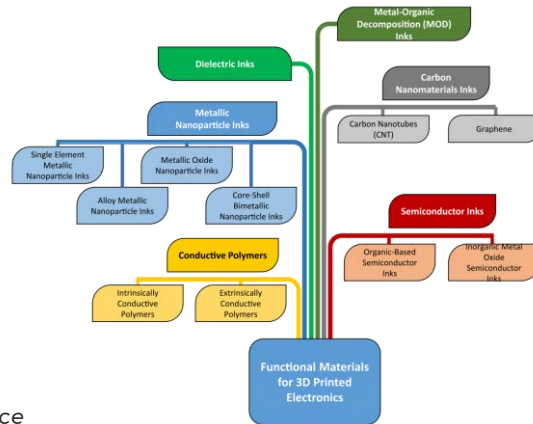 Metal-Organic
Decomposition (MOD)
Inks
Dielectric Inks
Carbon
Nanomaterials Inks
Metallic
Nanoparticle Inks
Carbon Nanotubes
(CNT)
Graphene
Single Element
Metallic
Nanoparticle Inks
Metallic Oxide
Nanoparticle Inks
Alloy Metallic
Nanoparticle Inks
Core-Shell
Bimetallic
Nanoparticle Inks
Semiconductor Inks
Conductive Polymers
Organic-Based
Semiconductor
Inks
Inorganic Metal
Oxide
Semiconductor
Inks
Intrinsically
Conductive
Polymers
Extrinsically
Conductive
Polymers
Functional Materials
for 3D Printed
Electronics
ce